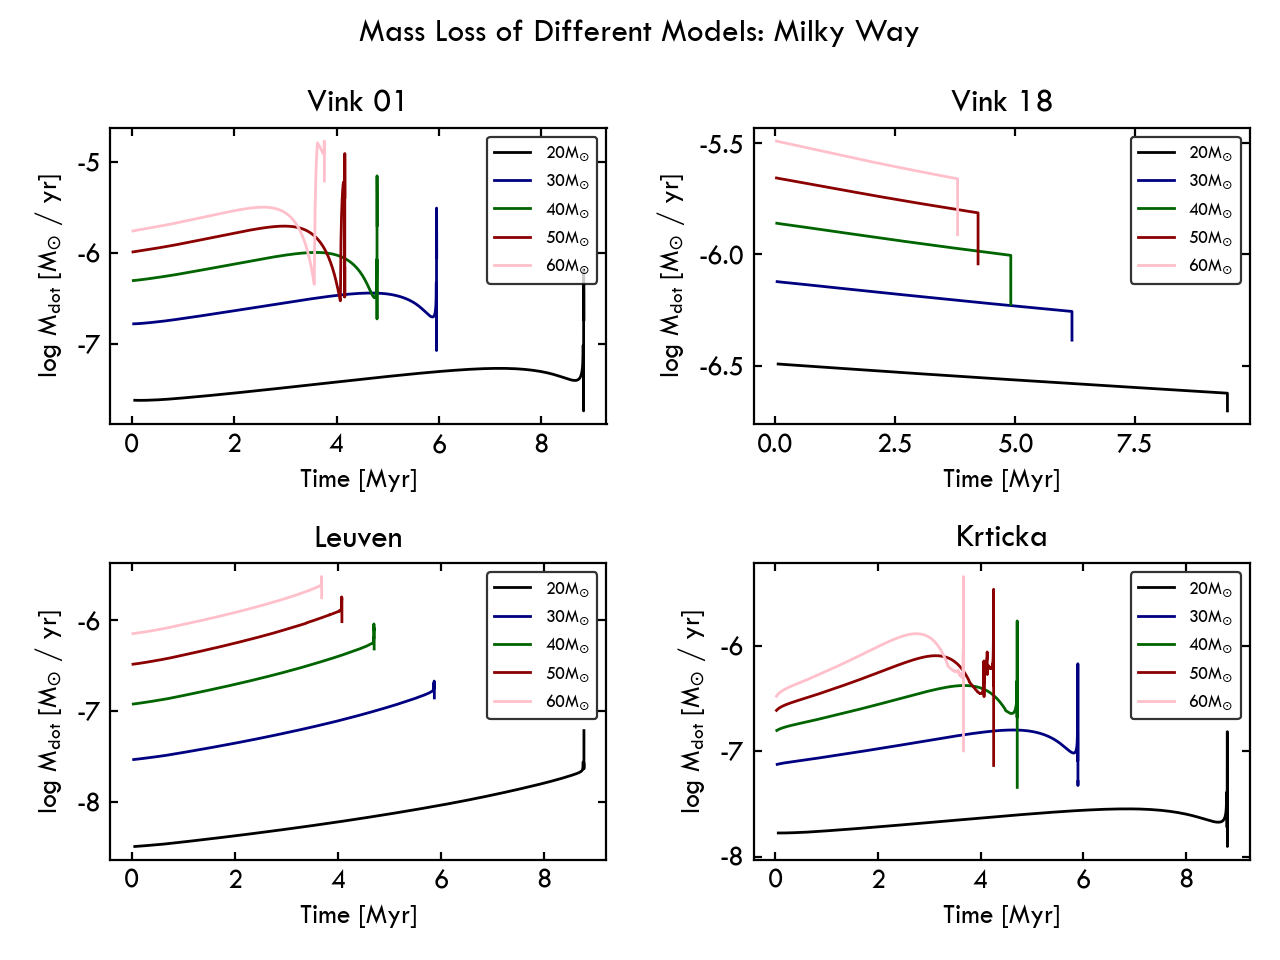 Mass Loss of Different Models: Milky Way
Vink 01
log M_dot [M⊙ / yr]
-5
-6
-7
0 2 4 6 8
Time [Myr]
20M⊙
30M⊙
40M⊙
50M⊙
60M⊙
Vink 18
log M_dot [M⊙ / yr]
-5.5
-6.0
-6.5
0.0 2.5 5.0 7.5
Time [Myr]
20M⊙
30M⊙
40M⊙
50M⊙
60M⊙
Leuven
log M_dot [M⊙ / yr]
-6
-7
-8
0 2 4 6 8
Time [Myr]
20M⊙
30M⊙
40M⊙
50M⊙
60M⊙
Krticka
log M_dot [M⊙ / yr]
-6
-7
-8
0 2 4 6 8
Time [Myr]
20M⊙
30M⊙
40M⊙
50M⊙
60M⊙